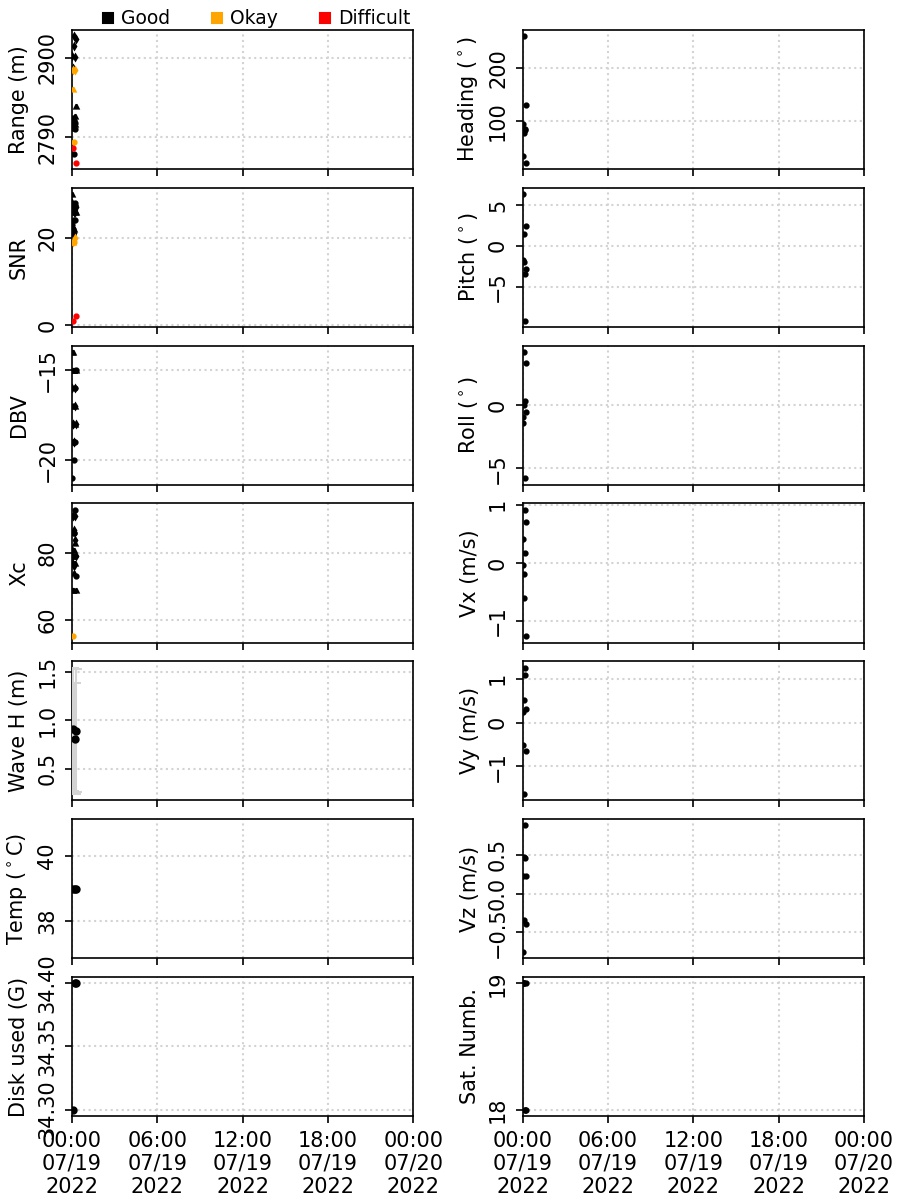 Good Okay Difficult
Range (m)
2900
2790
Heading (°)
200
100
SNR
20
0
Pitch (°)
5
0
−5
DBV
−15
−20
Roll (°)
0
−5
Xc
80
60
Vx (m/s)
1
0
−1
Wave H (m)
1.5
1.0
0.5
Vy (m/s)
1
0
−1
Temp (°C)
40
38
Vz (m/s)
0.5
0.0
−0.5
Disk used (G)
34.40
34.35
34.30
Sat. Numb.
19
18
00:00 06:00 12:00 18:00 00:00
07/19 07/19 07/19 07/19 07/20
2022 2022 2022 2022 2022
00:00 06:00 12:00 18:00 00:00
07/19 07/19 07/19 07/19 07/20
2022 2022 2022 2022 2022